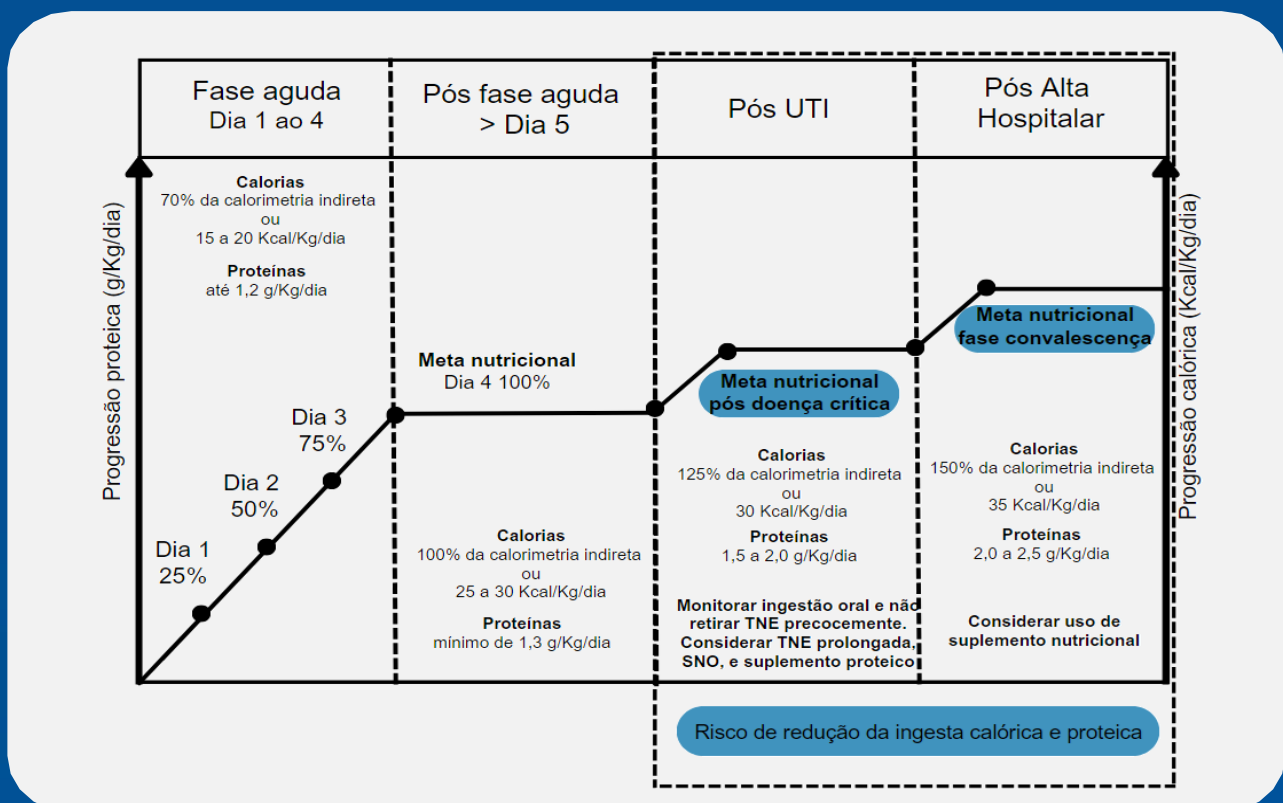 Fase aguda
Dia 1 ao 4
Pós fase aguda
> Dia 5
Pós UTI
Pós Alta
Hospitalar
Progressão proteica (g/Kg/dia)
Calorias
70% da calorimetria indireta
ou
15 a 20 Kcal/Kg/dia
Proteínas
até 1,2 g/Kg/dia
Dia 1
25%
Dia 2
50%
Dia 3
75%
Meta nutricional
Dia 4 100%
Calorias
100% da calorimetria indireta
ou
25 a 30 Kcal/Kg/dia
Proteínas
mínimo de 1,3 g/Kg/dia
Meta nutricional
pós doença crítica
Calorias
125% da calorimetria indireta
ou
30 Kcal/Kg/dia
Proteínas
1,5 a 2,0 g/Kg/dia
Monitorar ingestão oral e não
retirar TNE precocemente.
Considerar TNE prolongada,
SNO, e suplemento proteico
Meta nutricional
fase convalescença
Calorias
150% da calorimetria indireta
ou
35 Kcal/Kg/dia
Proteínas
2,0 a 2,5 g/Kg/dia
Considerar uso de
suplemento nutricional
Progressão calórica (Kcal/Kg/dia)
Risco de redução da ingesta calórica e proteica